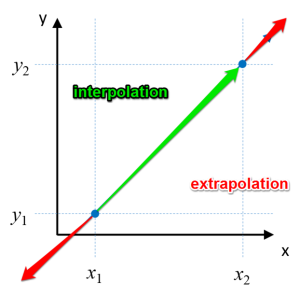 y
y₂
interpolation
extrapolation
y₁
x
x₁
x₂